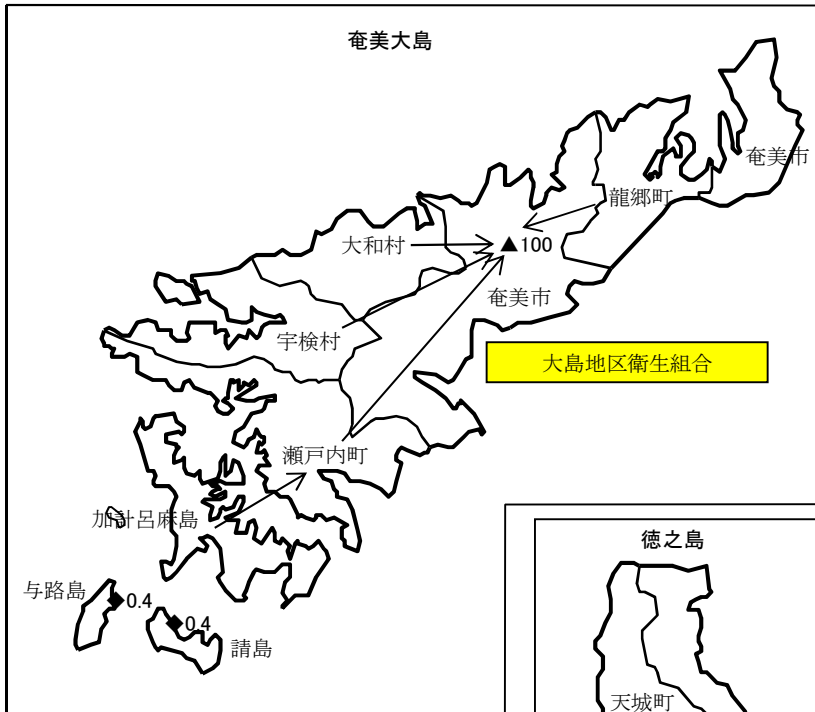 奄美大島
奄美市
龍郷町
大和村
▲100
奄美市
宇検村
大島地区衛生組合
瀬戸内町
加計呂麻島
徳之島
与路島
◆0.4
◆0.4
請島
天城町